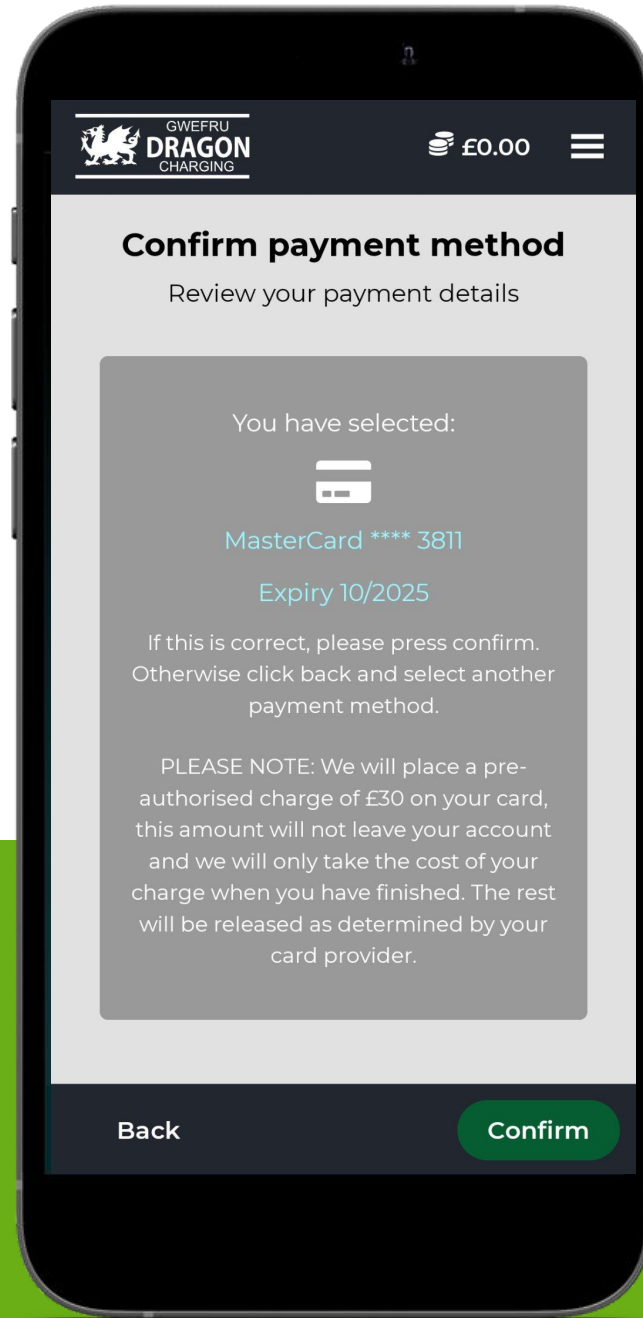 GWEFRU
DRAGON
CHARGING
£0.00
Confirm payment method
Review your payment details
You have selected:
MasterCard **** 3811
Expiry 10/2025
If this is correct, please press confirm.
Otherwise click back and select another
payment method.
PLEASE NOTE: We will place a pre-
authorised charge of £30 on your card,
this amount will not leave your account
and we will only take the cost of your
charge when you have finished. The rest
will be released as determined by your
card provider.
Back
Confirm